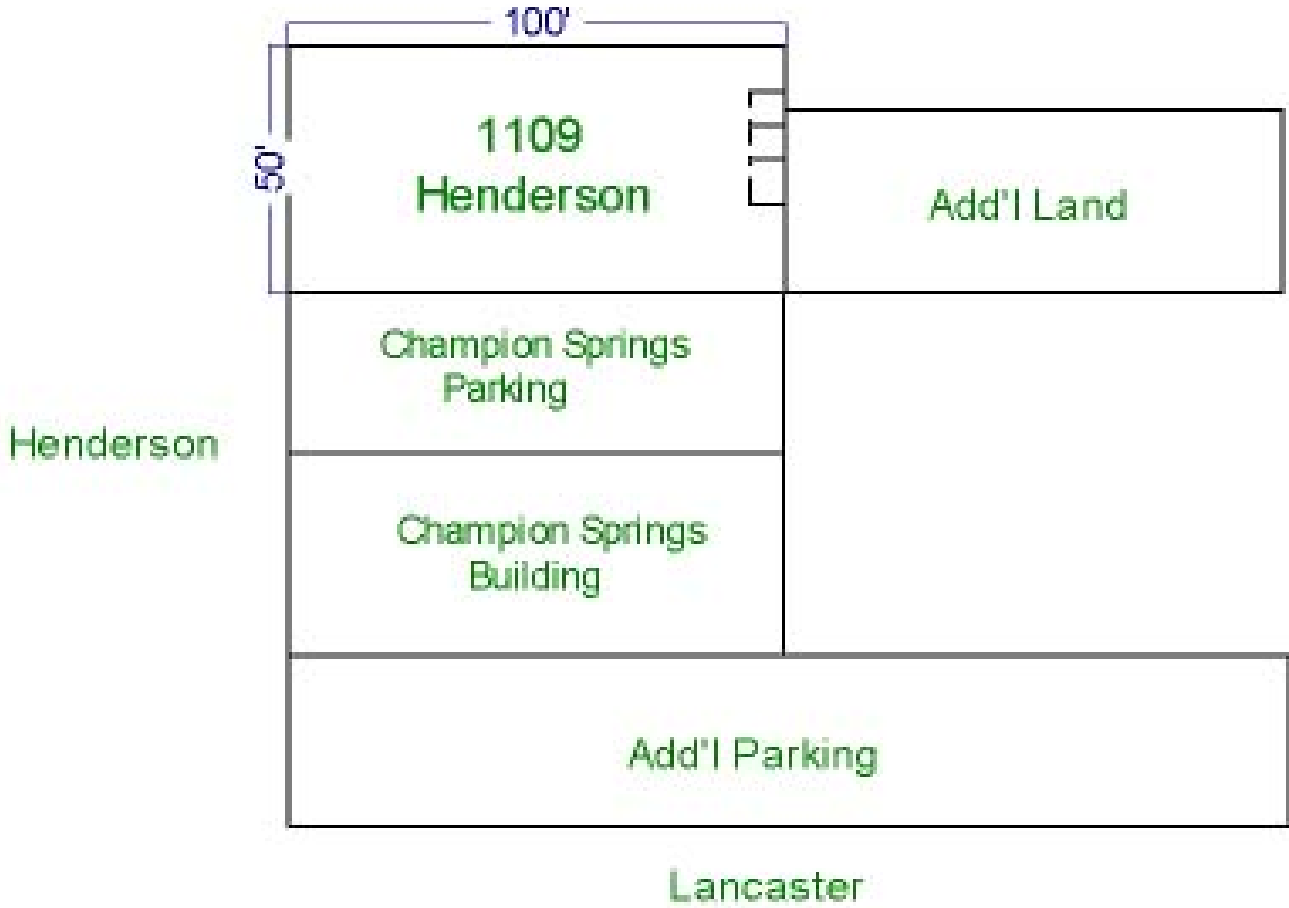 100'
50'
1109
Henderson
Add'l Land
Champion Springs
Parking
Henderson
Champion Springs
Building
Add'l Parking
Lancaster